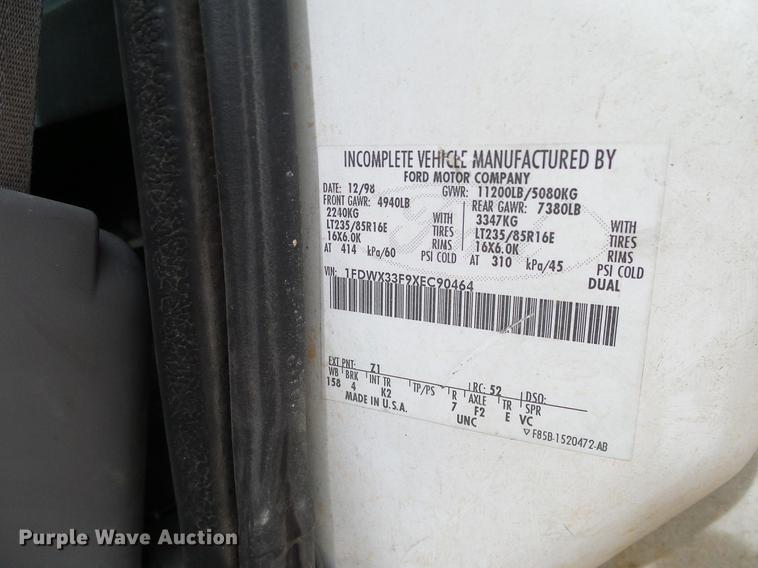 INCOMPLETE VEHICLE MANUFACTURED BY
FORD MOTOR COMPANY
DATE: 12/98 GVWR: 11200LB/5080KG
FRONT GAWR: 4940LB REAR GAWR: 7380LB
2240KG WITH 3347KG WITH
LT235/85R16E TIRES LT235/85R16E TIRES
16X6.0K RIMS 16X6.0K RIMS
AT 414 kPa/60 PSI COLD AT 310 kPa/45 PSI COLD
DUAL
VIN: 1FDWX33F9XEC90464
EXT PNT: Z1 RC: 52 DSO:
WB BRK INT TR TP/PS R AXLE TR SPR
158 4 K2 7 F2 E VC
MADE IN U.S.A. UNC
F85B-1520472-AB
Purple Wave Auction